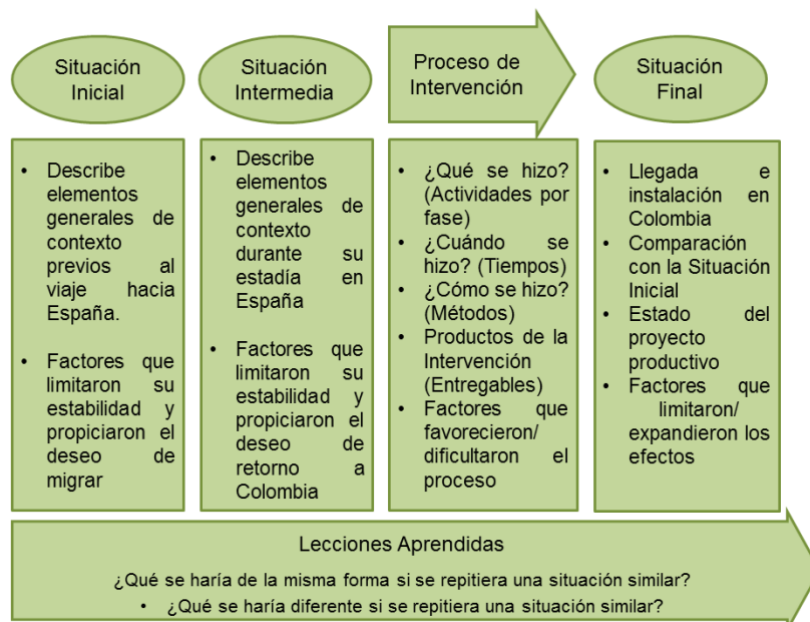 Situación
Inicial
Situación
Intermedia
Proceso de
Intervención
Situación
Final
• Describe
elementos
generales de
contexto
previos al
viaje hacia
España.
• Factores que
limitaron su
estabilidad y
propiciaron el
deseo de
migrar
• Describe
elementos
generales de
contexto
durante su
estadía en
España
• Factores que
limitaron su
estabilidad y
propiciaron el
deseo de
retorno a
Colombia
• ¿Qué se hizo?
(Actividades por
fase)
• ¿Cuándo se
hizo? (Tiempos)
• ¿Cómo se hizo?
(Métodos)
• Productos de la
Intervención
(Entregables)
• Factores que
favorecieron/
dificultaron el
proceso
• Llegada e
instalación en
Colombia
• Comparación
con la Situación
Inicial
• Estado del
proyecto
productivo
• Factores que
limitaron/
expandieron los
efectos
Lecciones Aprendidas
¿Qué se haría de la misma forma si se repitiera una situación similar?
• ¿Qué se haría diferente si se repitiera una situación similar?